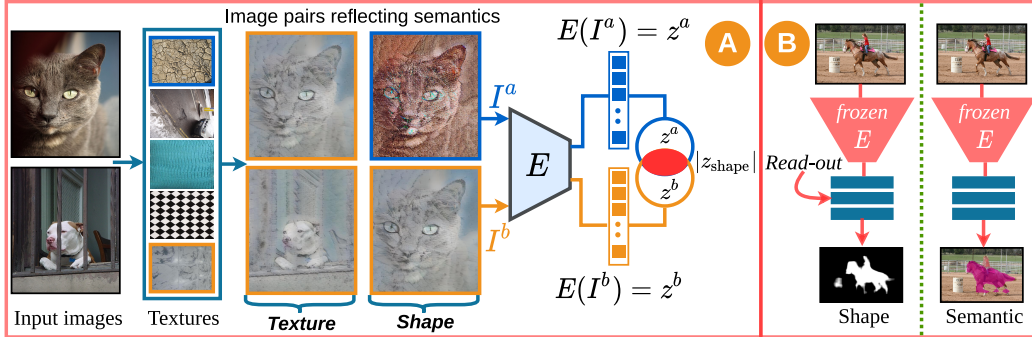 Image pairs reflecting semantics
E(I^a) = z^a
A
B
I^a
E
z^a
|z_shape|
z^b
I^b
E(I^b) = z^b
Input images
Textures
Texture
Shape
frozen
E
frozen
E
Read-out
Shape
Semantic